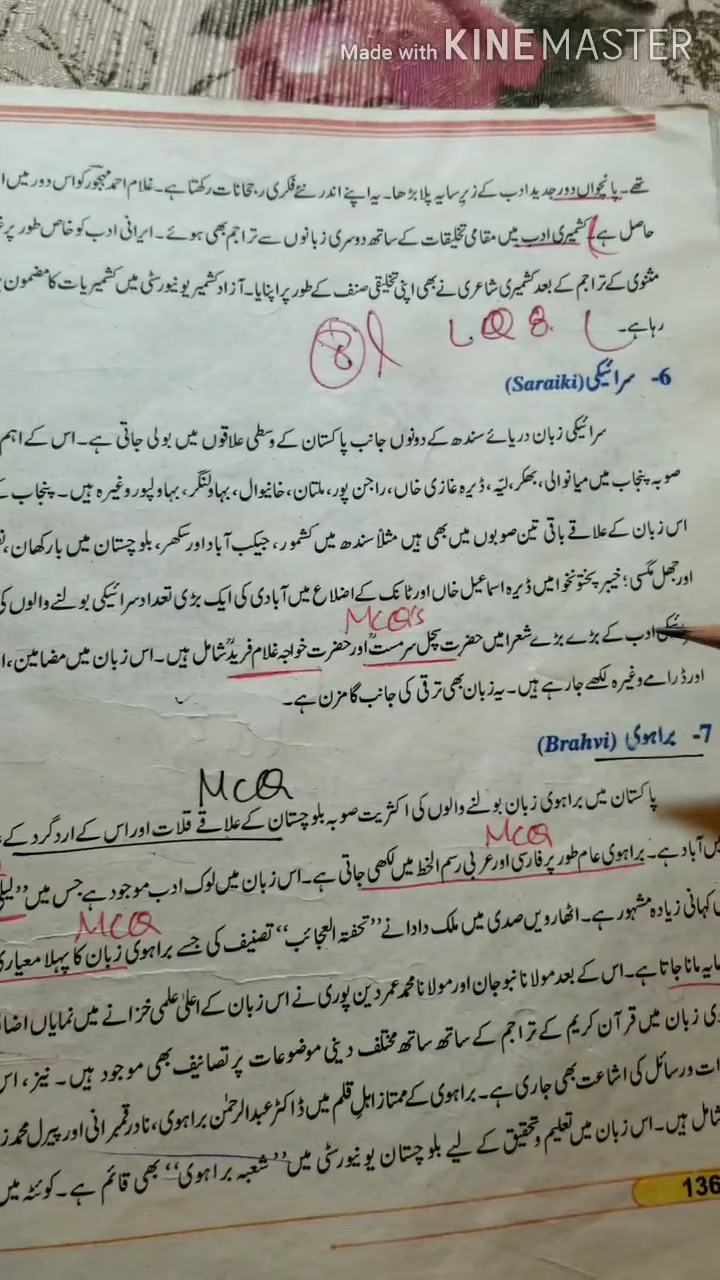 Made with KINEMASTER
تھے۔ پانچواں دور جدید ادب کے زیرِ سایہ پلا بڑھا۔ یہ اپنے اندر نئے فکری رجحانات رکھتا ہے۔ غلام احمد مہجور کو اس دور میں
حاصل ہے۔ کشمیری ادب میں مقامی تخلیقات کے ساتھ دوسری زبانوں سے تراجم بھی ہوئے۔ ایرانی ادب کو خاص طور پر
مثنوی کے تراجم کے بعد کشمیری شاعری نے بھی اپنی تخلیقی صنف کے طور پر اپنایا۔ آزاد کشمیر یونیورسٹی میں کشمیریات کا مضمون
رہا ہے۔
6- سرائیکی (Saraiki)
سرائیکی زبان دریائے سندھ کے دونوں جانب پاکستان کے وسطی علاقوں میں بولی جاتی ہے۔ اس کے اہم
صوبہ پنجاب میں میانوالی، بھکر، لیّہ، ڈیرہ غازی خاں، راجن پور، ملتان، خانیوال، بہاولنگر، بہاولپور وغیرہ ہیں۔ پنجاب
اس زبان کے علاقے باقی تین صوبوں میں بھی ہیں مثلاً سندھ میں کشمور، جیکب آباد اور سکھر، بلوچستان میں بارکھان،
اور جھل مگسی؛ خیبر پختونخوا میں ڈیرہ اسماعیل خاں اور ٹانک کے اضلاع میں آبادی کی ایک بڑی تعداد سرائیکی بولنے والوں کی
MCQ's
ادب کے بڑے بڑے شعرا میں حضرت سچل سرمستؒ اور حضرت خواجہ غلام فریدؒ شامل ہیں۔ اس زبان میں مضامین،
اور ڈرامے وغیرہ لکھے جا رہے ہیں۔ یہ زبان بھی ترقی کی جانب گامزن ہے۔
7- براہوی (Brahvi)
MCQ
پاکستان میں براہوی زبان بولنے والوں کی اکثریت صوبہ بلوچستان کے علاقے قلات اور اس کے اردگرد کے
MCQ
آباد ہے۔ براہوی عام طور پر فارسی اور عربی رسم الخط میں لکھی جاتی ہے۔ اس زبان میں لوک ادب موجود ہے جس میں ”لیلیٰ
کہانی زیادہ مشہور ہے۔ اٹھارویں صدی میں ملک داد نے ”تحفۃ العجائب“ تصنیف کی جسے براہوی زبان کا پہلا معیاری
MCQ
مانا جاتا ہے۔ اس کے بعد مولانا نبو جان اور مولانا محمد عمر دین پوری نے اس زبان کے اعلیٰ علمی خزانے میں نمایاں
زبان میں قرآن کریم کے تراجم کے ساتھ ساتھ مختلف دینی موضوعات پر تصانیف بھی موجود ہیں۔ نیز، اس
ورسائل کی اشاعت بھی جاری ہے۔ براہوی کے ممتاز اہلِ قلم میں ڈاکٹر عبدالرحمٰن براہوی، نادر قمبرانی اور پیرل محمد
شامل ہیں۔ اس زبان میں تعلیم و تحقیق کے لیے بلوچستان یونیورسٹی میں ”شعبہ براہوی“ بھی قائم ہے۔ کوئٹہ میں
136